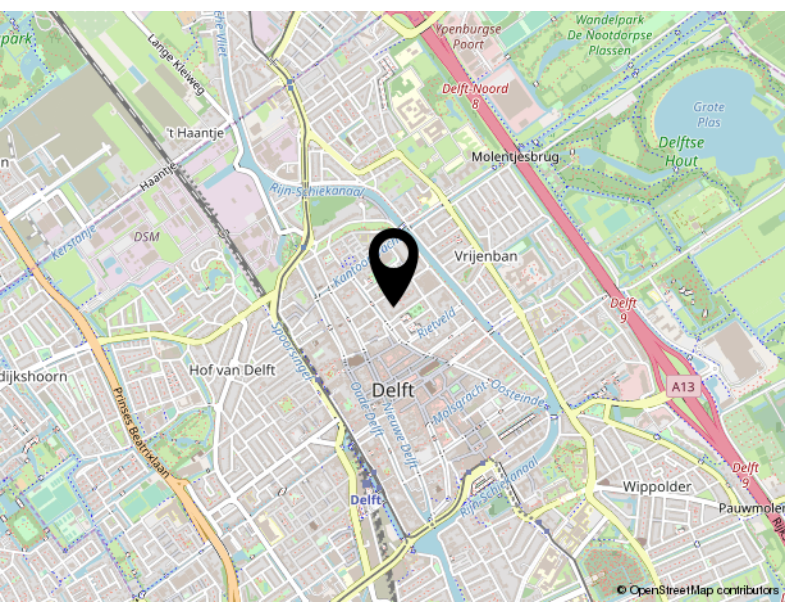 Wandelpark
De Nootdorpse
Plassen
Ypenburgse
Poort
park
Lange Kleiweg
Delft-Noord
8
Grote
Plas
Delftse
Hout
't Haantje
Molentjesbrug
Haantje
Rijn-Schiekanaal
Kerstanje
DSM
Vrijenban
Rierveld
Delft
9
Spoorsingel
dijkshoorn
Hof van Delft
A13
Prinses Beatrixlaan
Delft
Oude Delft
Nieuwe Delft
Molsgracht-Oosteinde
Delft
9
Wippolder
Delft
Rijn-Schiekanaal
Pauwmolen
© OpenStreetMap contributors